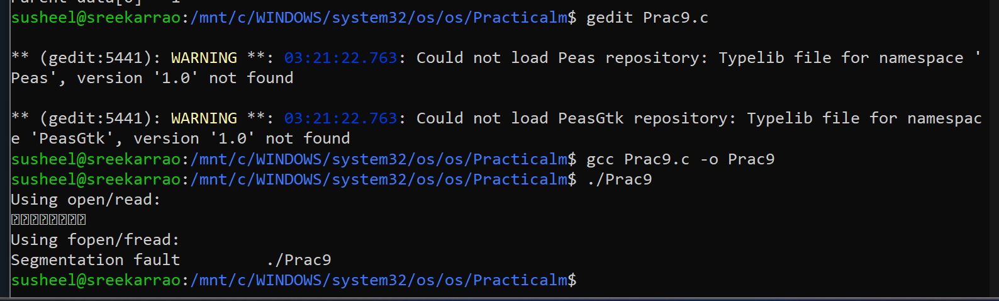 Parent data[0] = 1
susheel@sreekarrao:/mnt/c/WINDOWS/system32/os/os/Practicalm$ gedit Prac9.c
** (gedit:5441): WARNING **: 03:21:22.763: Could not load Peas repository: Typelib file for namespace '
Peas', version '1.0' not found
** (gedit:5441): WARNING **: 03:21:22.763: Could not load PeasGtk repository: Typelib file for namespac
e 'PeasGtk', version '1.0' not found
susheel@sreekarrao:/mnt/c/WINDOWS/system32/os/os/Practicalm$ gcc Prac9.c -o Prac9
susheel@sreekarrao:/mnt/c/WINDOWS/system32/os/os/Practicalm$ ./Prac9
Using open/read:
Using fopen/fread:
Segmentation fault         ./Prac9
susheel@sreekarrao:/mnt/c/WINDOWS/system32/os/os/Practicalm$